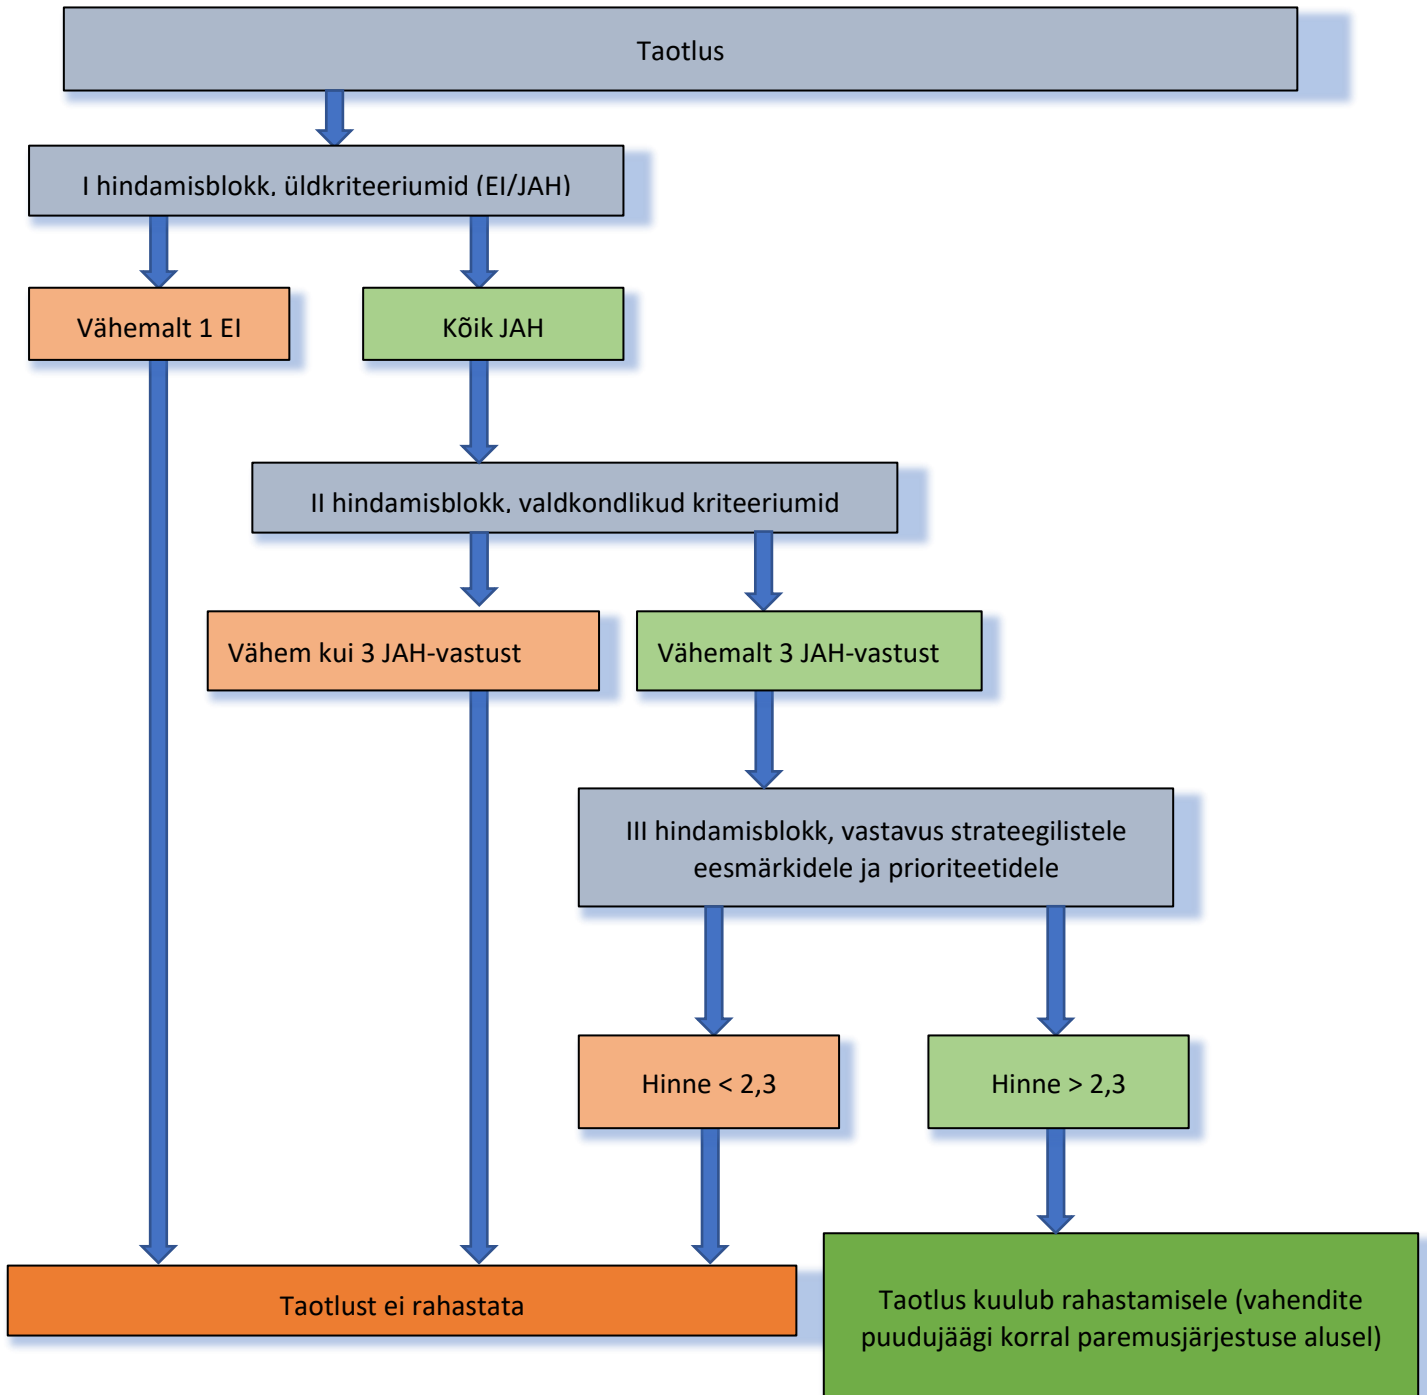 Taotlus
I hindamisblokk, üldkriteeriumid (EI/JAH)
Vähemalt 1 EI
Kõik JAH
II hindamisblokk, valdkondlikud kriteeriumid
Vähem kui 3 JAH-vastust
Vähemalt 3 JAH-vastust
III hindamisblokk, vastavus strateegilistele
eesmärkidele ja prioriteetidele
Hinne < 2,3
Hinne > 2,3
Taotlust ei rahastata
Taotlus kuulub rahastamisele (vahendite
puudujäägi korral paremusjärjestuse alusel)